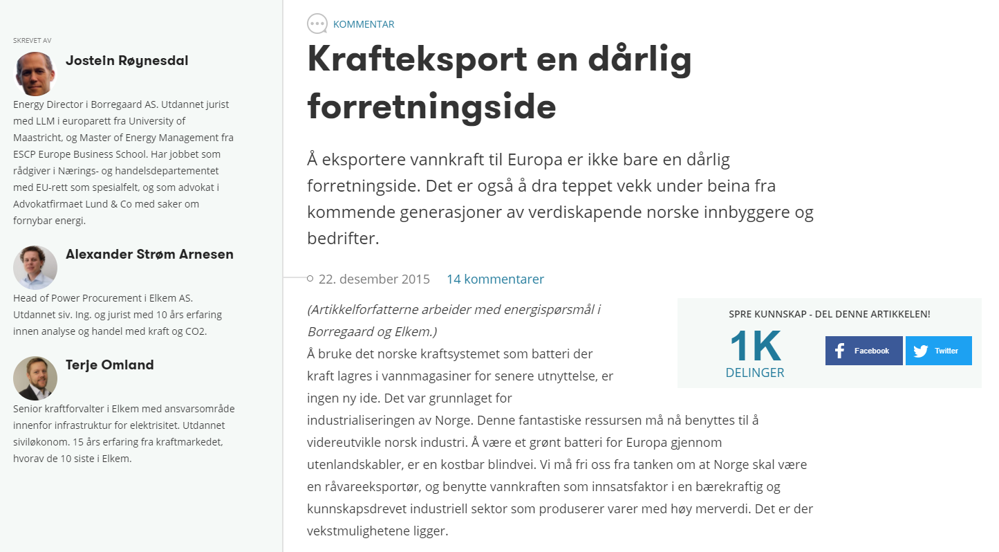 SKREVET AV
Jostein Røynesdal
Energy Director i Borregaard AS. Utdannet jurist
med LLM i europarett fra University of
Maastricht, og Master of Energy Management fra
ESCP Europe Business School. Har jobbet som
rådgiver i Nærings- og handelsdepartementet
med EU-rett som spesialfelt, og som advokat i
Advokatfirmaet Lund & Co med saker om
fornybar energi.
Alexander Strøm Arnesen
Head of Power Procurement i Elkem AS.
Utdannet siv. Ing. og jurist med 10 års erfaring
innen analyse og handel med kraft og CO2.
Terje Omland
Senior kraftforvalter i Elkem med ansvarsområde
innenfor infrastruktur for elektrisitet. Utdannet
siviløkonom. 15 års erfaring fra kraftmarkedet,
hvorav de 10 siste i Elkem.
KOMMENTAR
Krafteksport en dårlig
forretningside
Å eksportere vannkraft til Europa er ikke bare en dårlig
forretningside. Det er også å dra teppet vekk under beina fra
kommende generasjoner av verdiskapende norske innbyggere og
bedrifter.
22. desember 2015 14 kommentarer
(Artikkelforfatterne arbeider med energispørsmål i
Borregaard og Elkem.)
Å bruke det norske kraftsystemet som batteri der
kraft lagres i vannmagasiner for senere utnyttelse, er
ingen ny ide. Det var grunnlaget for
industrialiseringen av Norge. Denne fantastiske ressursen må nå benyttes til å
videreutvikle norsk industri. Å være et grønt batteri for Europa gjennom
utenlandskabler, er en kostbar blindvei. Vi må fri oss fra tanken om at Norge skal være
en råvareeksportør, og benytte vannkraften som innsatsfaktor i en bærekraftig og
kunnskapsdrevet industriell sektor som produserer varer med høy merverdi. Det er der
vekstmulighetene ligger.
SPRE KUNNSKAP - DEL DENNE ARTIKKELEN!
1K
DELINGER
Facebook
Twitter